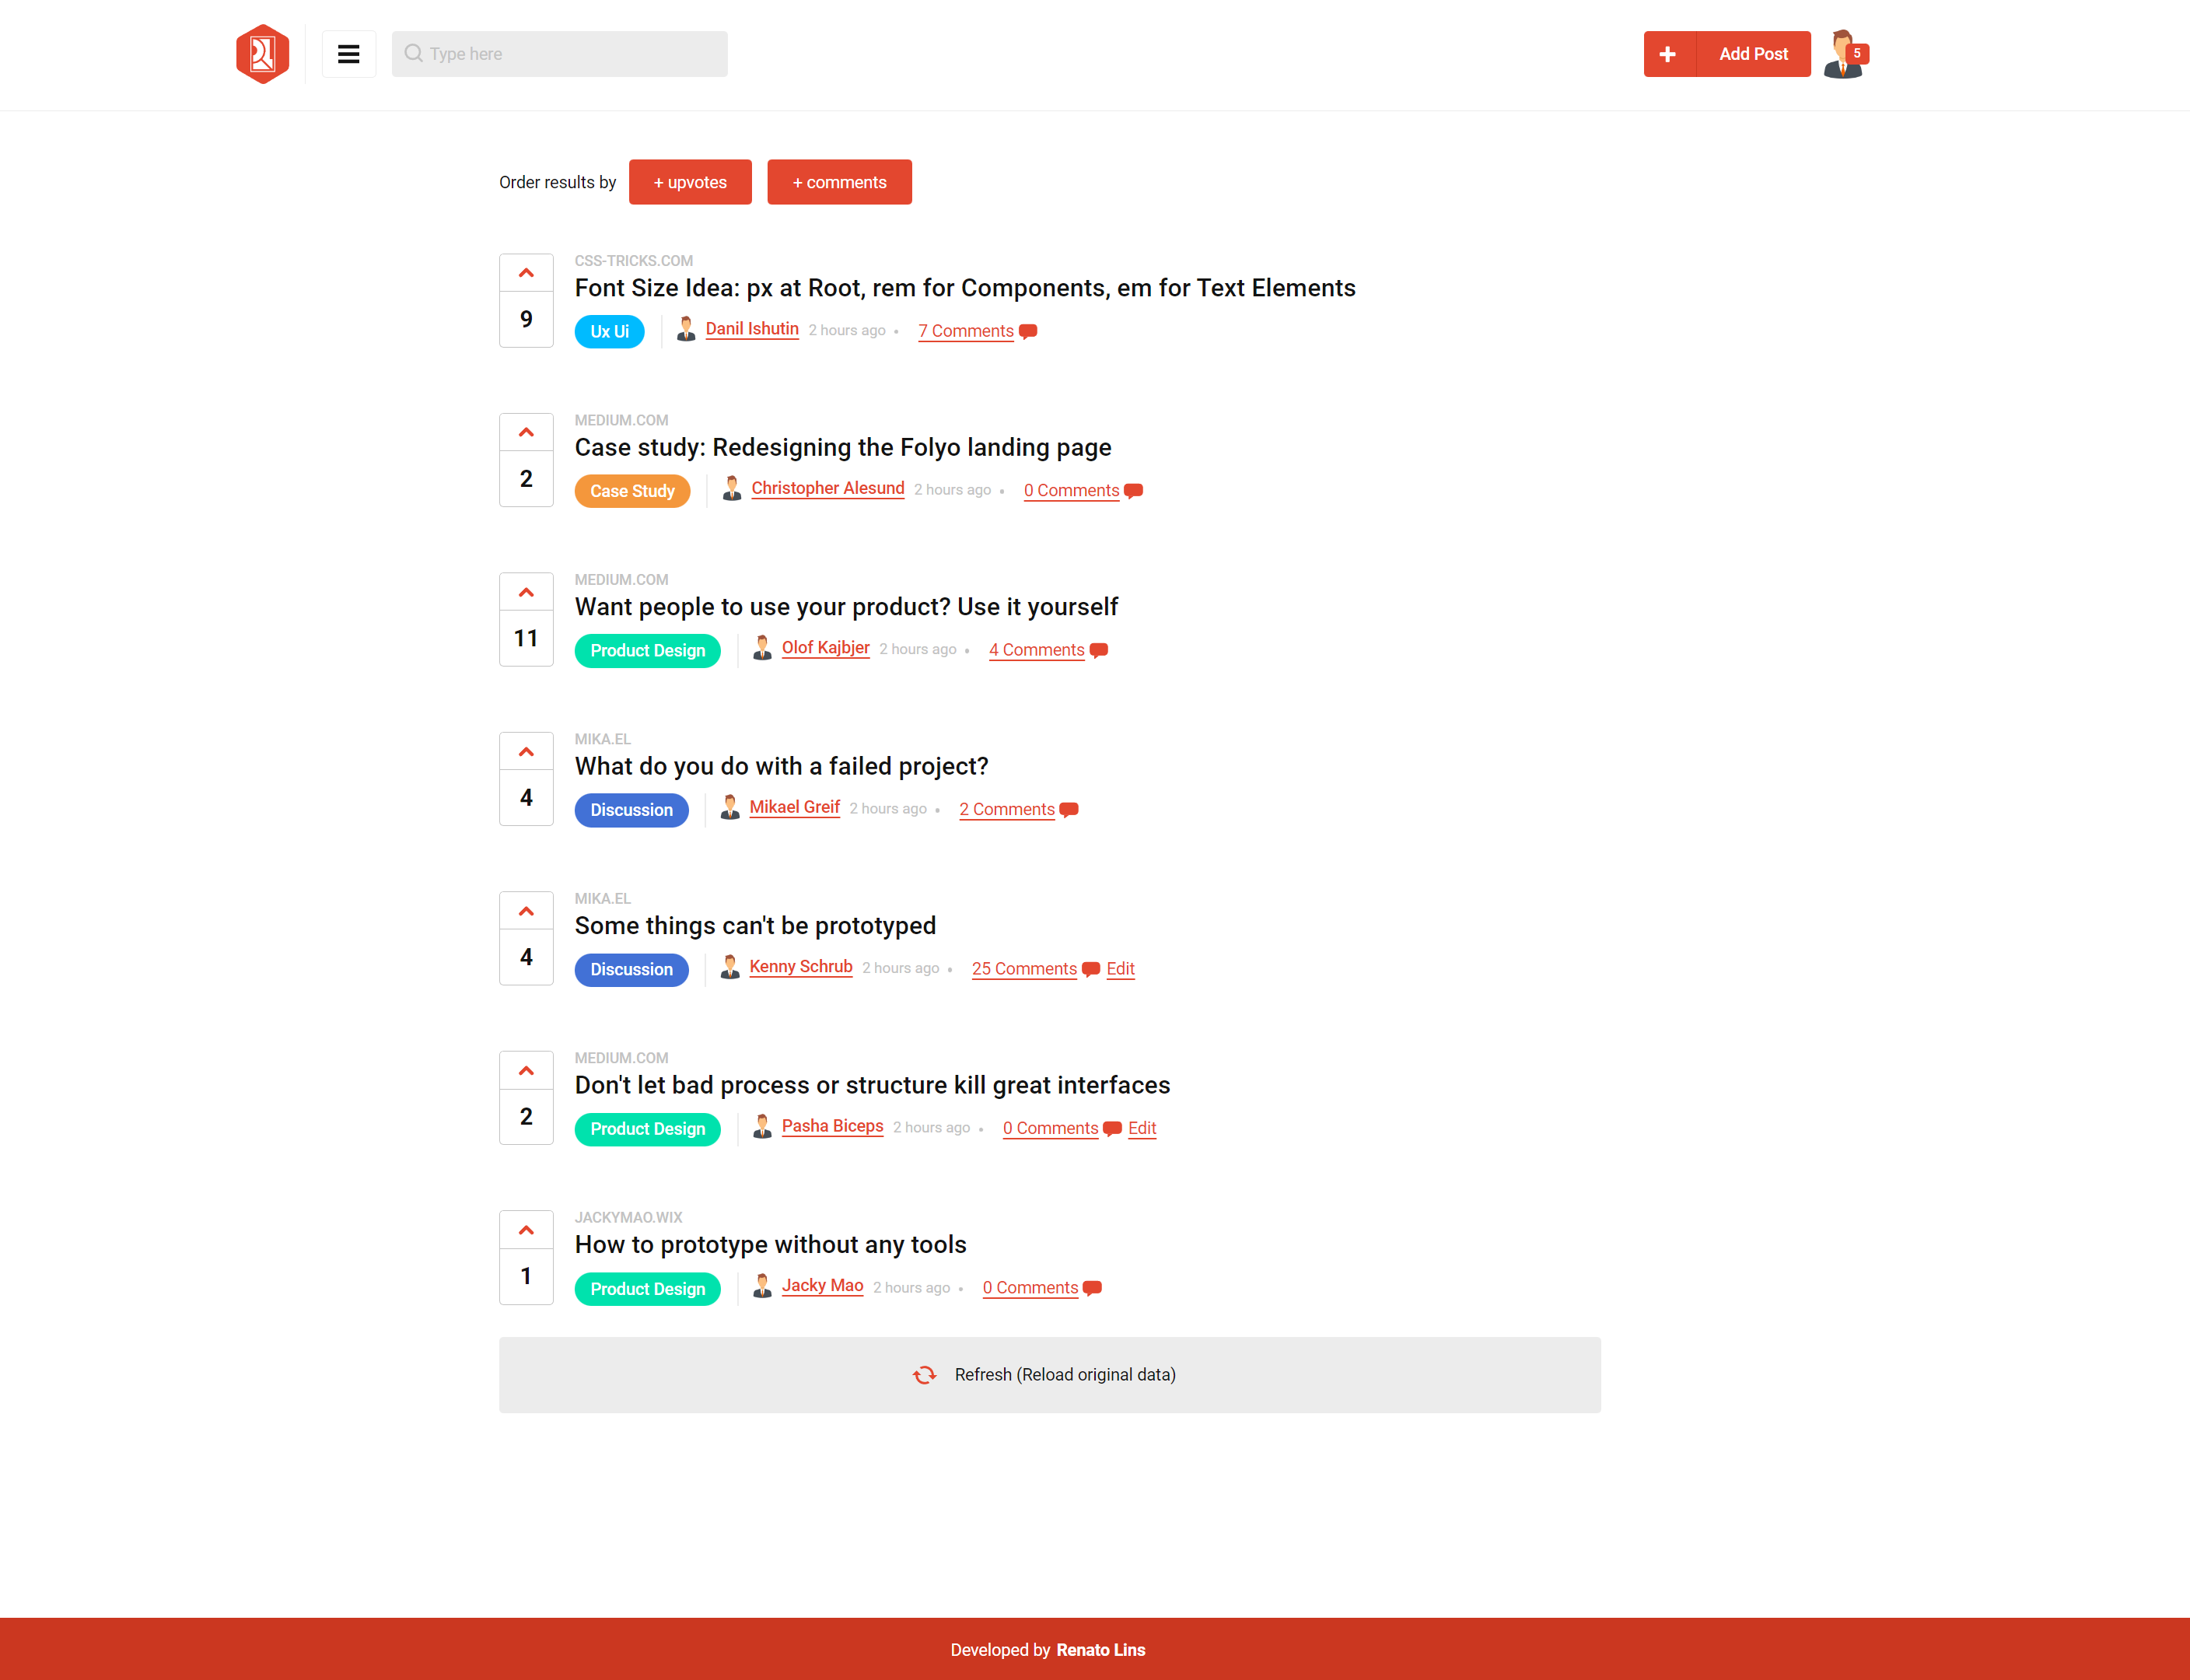 Type here
Add Post
5
Order results by
+ upvotes
+ comments
CSS-TRICKS.COM
Font Size Idea: px at Root, rem for Components, em for Text Elements
9
Ux Ui
Danil Ishutin 2 hours ago • 7 Comments
MEDIUM.COM
Case study: Redesigning the Folyo landing page
2
Case Study
Christopher Alesund 2 hours ago • 0 Comments
MEDIUM.COM
Want people to use your product? Use it yourself
11
Product Design
Olof Kajbjer 2 hours ago • 4 Comments
MIKA.EL
What do you do with a failed project?
4
Discussion
Mikael Greif 2 hours ago • 2 Comments
MIKA.EL
Some things can't be prototyped
4
Discussion
Kenny Schrub 2 hours ago • 25 Comments Edit
MEDIUM.COM
Don't let bad process or structure kill great interfaces
2
Product Design
Pasha Biceps 2 hours ago • 0 Comments Edit
JACKYMAO.WIX
How to prototype without any tools
1
Product Design
Jacky Mao 2 hours ago • 0 Comments
Refresh (Reload original data)
Developed by Renato Lins